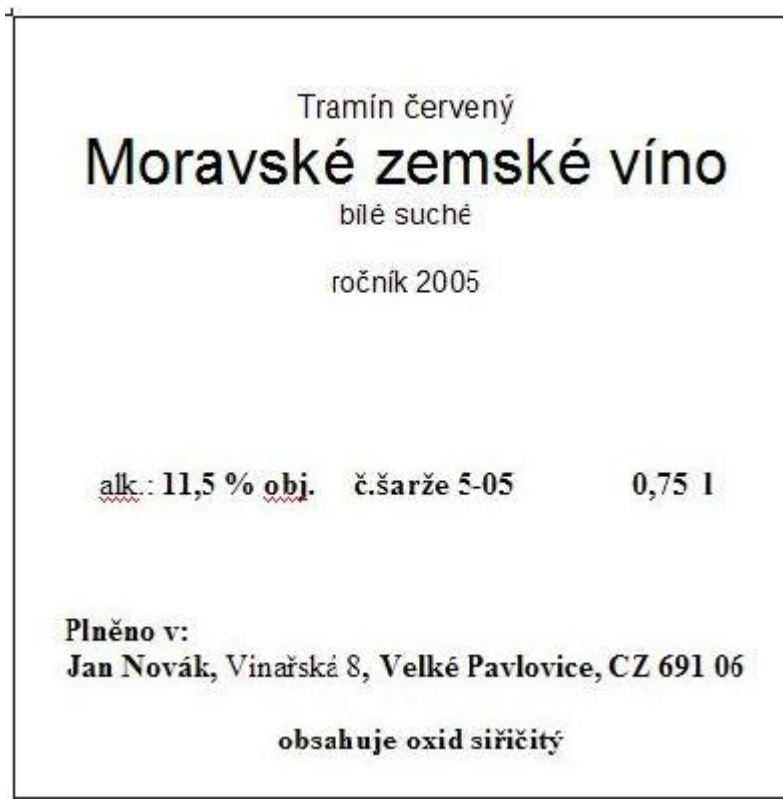 Tramín červený
Moravské zemské víno
bílé suché
ročník 2005
alk.: 11,5 % obj. č.šarže 5-05 0,75 l
Plněno v:
Jan Novák, Vinařská 8, Velké Pavlovice, CZ 691 06
obsahuje oxid siřičitý